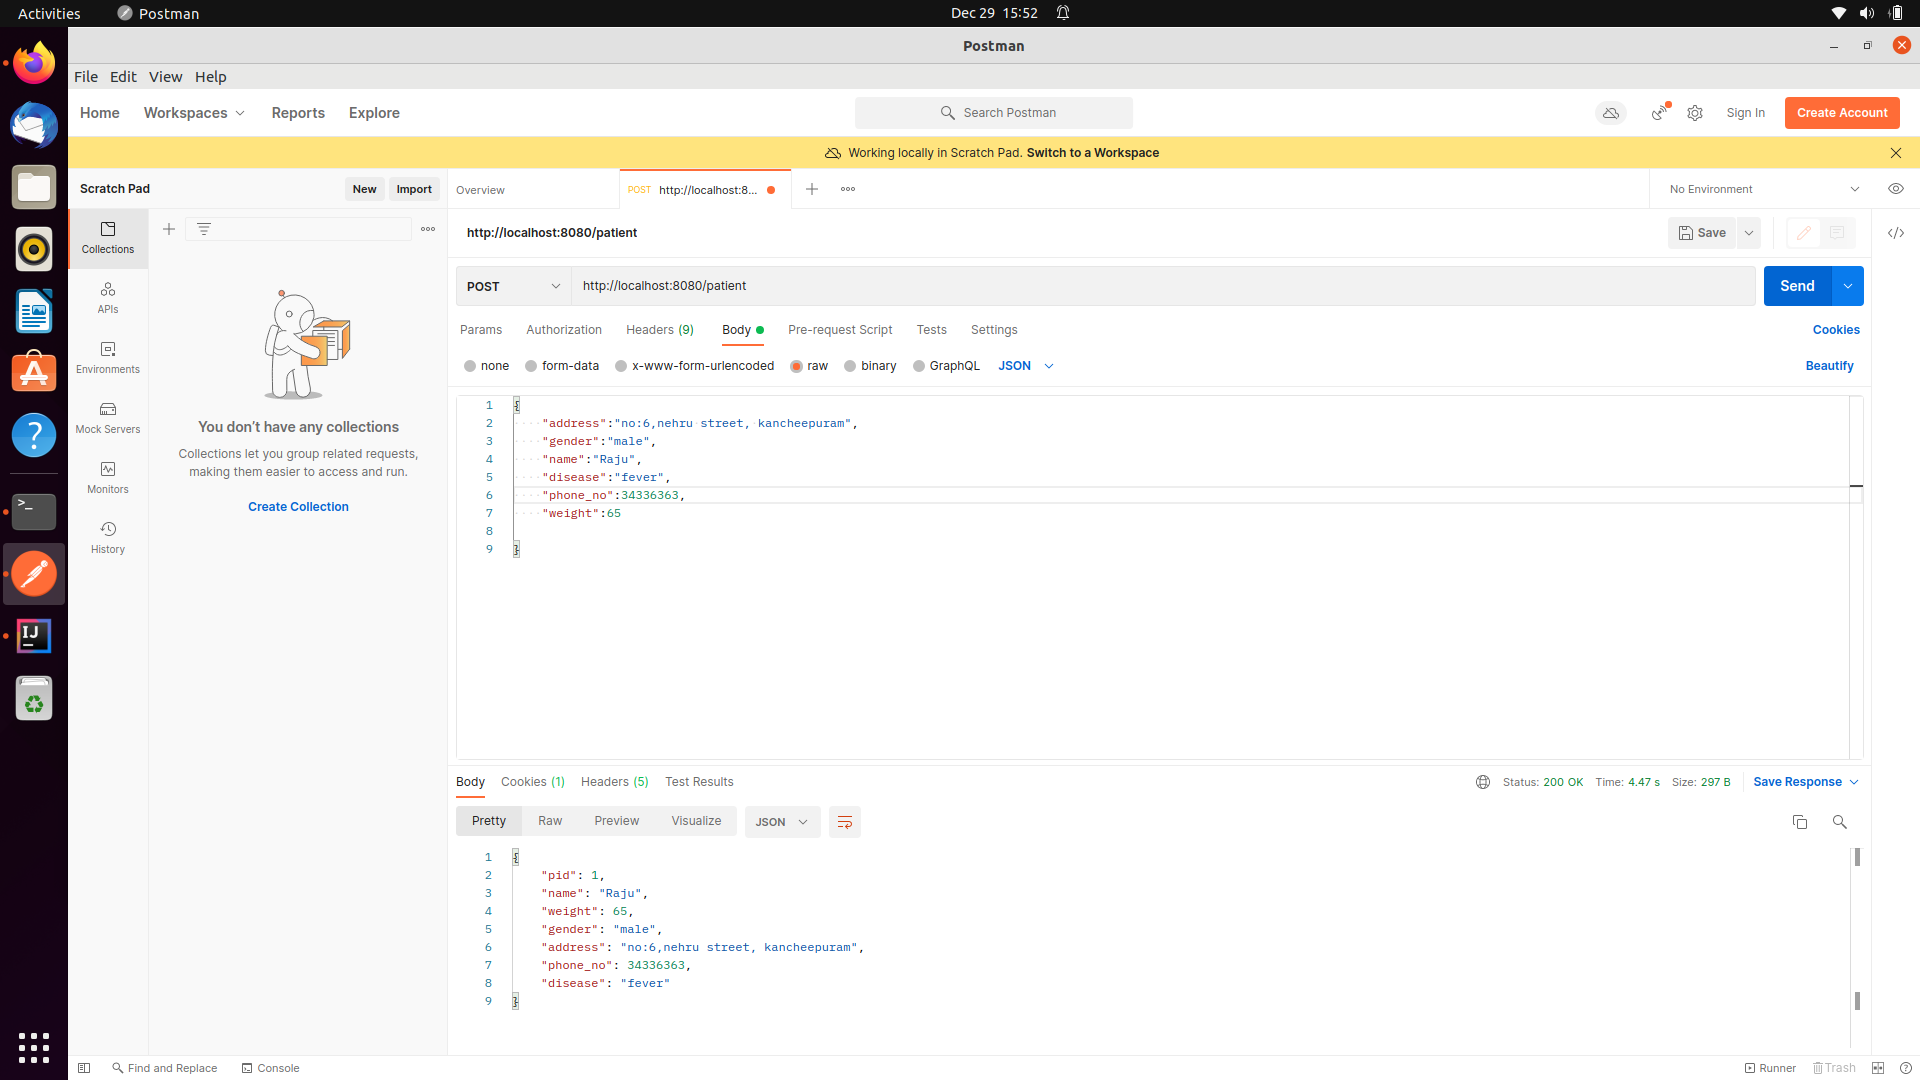 Activities Postman Dec 29 15:52
Postman
File Edit View Help
Home Workspaces Reports Explore Search Postman Sign In Create Account
Working locally in Scratch Pad. Switch to a Workspace
Scratch Pad New Import Overview POST http://localhost:8... No Environment
Collections
APIs
Environments
Mock Servers
Monitors
History
You don't have any collections
Collections let you group related requests,
making them easier to access and run.
Create Collection
http://localhost:8080/patient Save
POST http://localhost:8080/patient Send
Params Authorization Headers (9) Body Pre-request Script Tests Settings Cookies
none form-data x-www-form-urlencoded raw binary GraphQL JSON Beautify
1 {
2 "address":"no:6,nehru street, kancheepuram",
3 "gender":"male",
4 "name":"Raju",
5 "disease":"fever",
6 "phone_no":34336363,
7 "weight":65
8
9 }
Body Cookies (1) Headers (5) Test Results Status: 200 OK Time: 4.47 s Size: 297 B Save Response
Pretty Raw Preview Visualize JSON
1 {
2 "pid": 1,
3 "name": "Raju",
4 "weight": 65,
5 "gender": "male",
6 "address": "no:6,nehru street, kancheepuram",
7 "phone_no": 34336363,
8 "disease": "fever"
9 }
Find and Replace Console Runner Trash